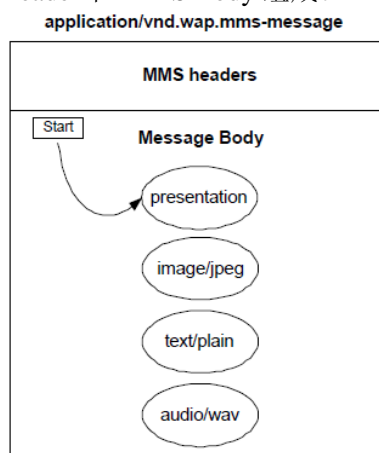 application/vnd.wap.mms-message
MMS headers
Start
Message Body
presentation
image/jpeg
text/plain
audio/wav